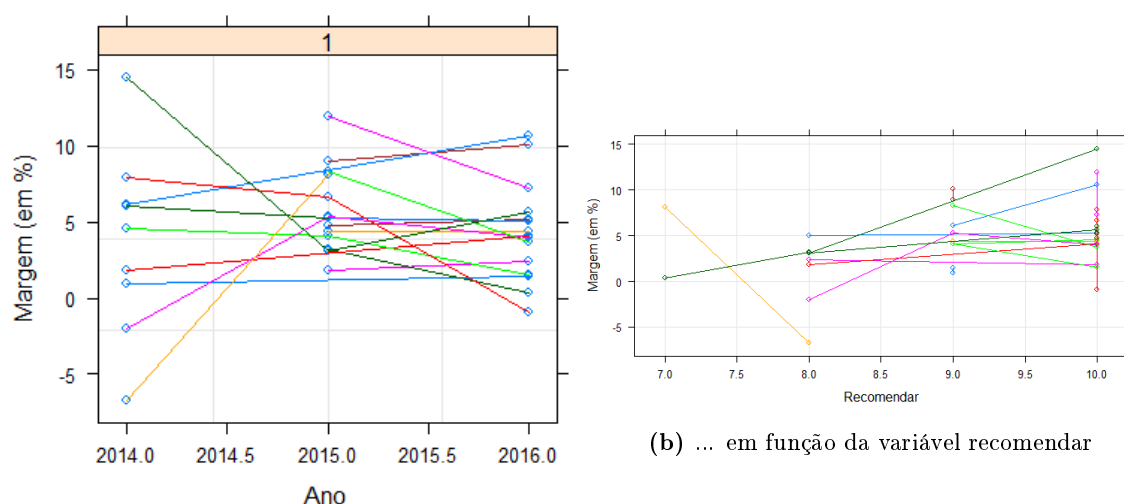 1
Margem (em %)
15
10
5
0
-5
2014.0 2014.5 2015.0 2015.5 2016.0
Ano
Margem (em %)
15
10
5
0
-5
7.0 7.5 8.0 8.5 9.0 9.5 10.0
Recomendar
(b) ... em função da variável recomendar